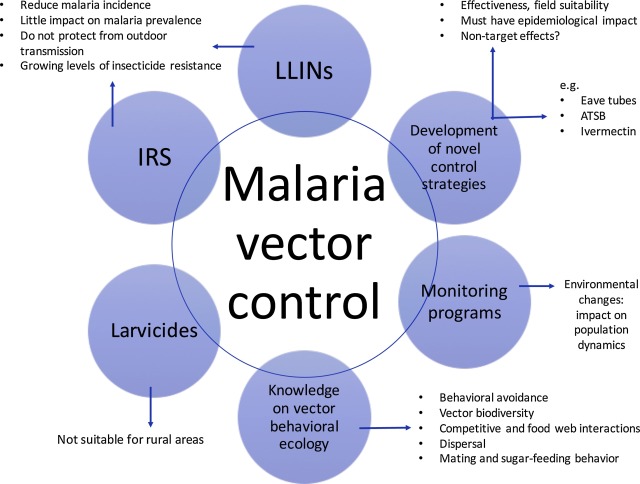 • Reduce malaria incidence
• Little impact on malaria prevalence
• Do not protect from outdoor
transmission
• Growing levels of insecticide resistance
• Effectiveness, field suitability
• Must have epidemiological impact
• Non-target effects?
LLINs
e.g.
• Eave tubes
• ATSB
• Ivermectin
IRS
Development
of novel
control
strategies
Malaria
vector
control
Monitoring
programs
Environmental
changes:
impact on
population
dynamics
Larvicides
Not suitable for rural areas
Knowledge
on vector
behavioral
ecology
• Behavioral avoidance
• Vector biodiversity
• Competitive and food web interactions
• Dispersal
• Mating and sugar-feeding behavior